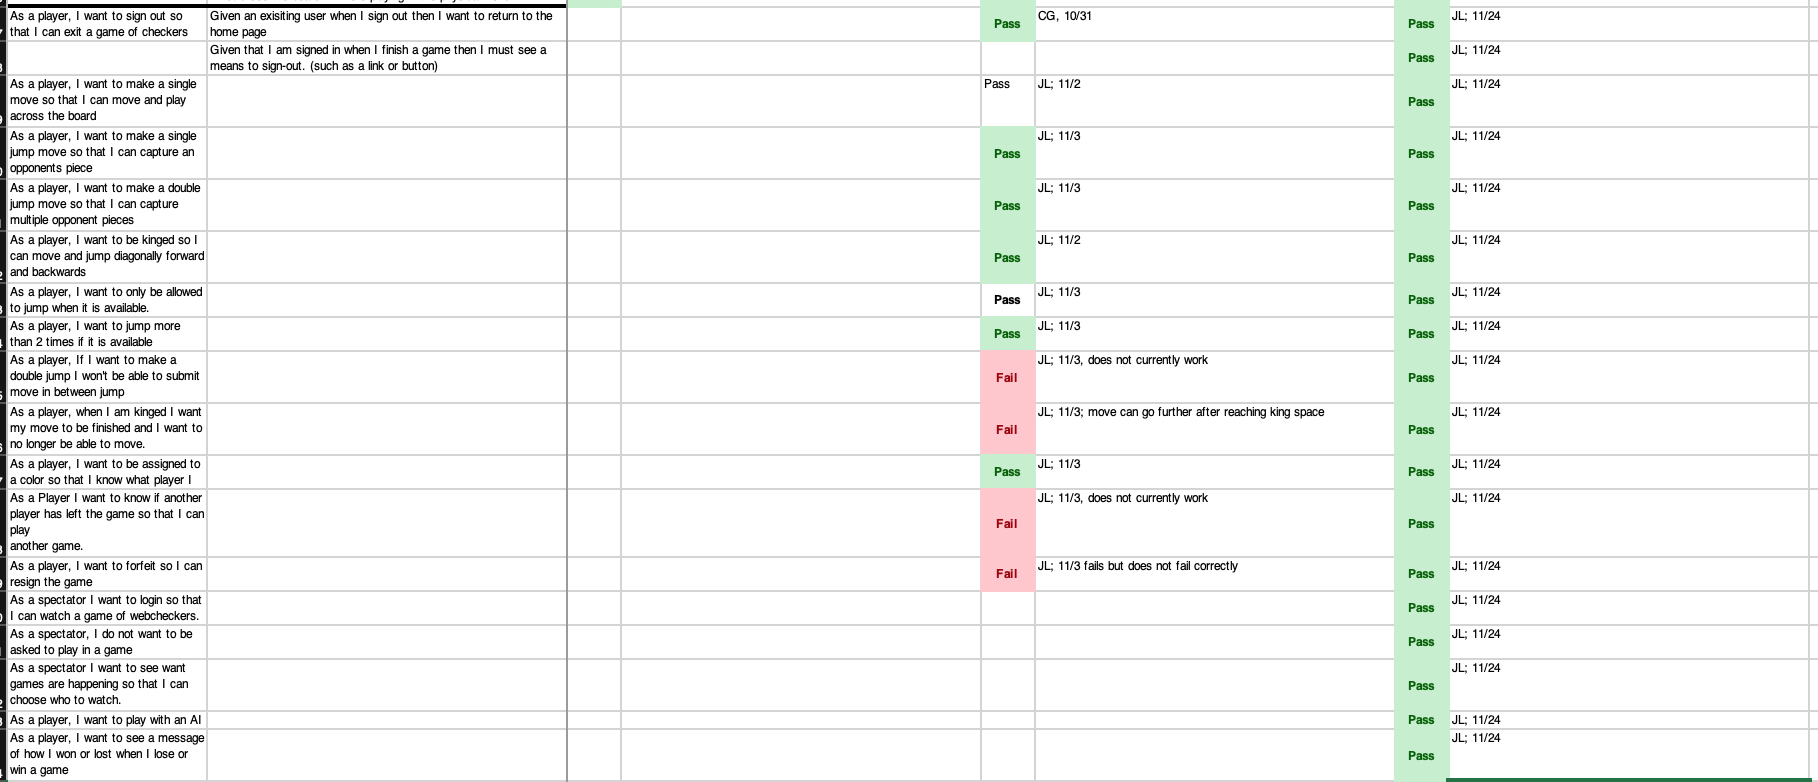 As a player, I want to sign out so
that I can exit a game of checkers
Given an exisiting user when I sign out then I want to return to the
home page
Pass
CG, 10/31
Pass
JL; 11/24
Given that I am signed in when I finish a game then I must see a
means to sign-out. (such as a link or button)
Pass
JL; 11/24
As a player, I want to make a single
move so that I can move and play
across the board
Pass
JL; 11/2
Pass
JL; 11/24
As a player, I want to make a single
jump move so that I can capture an
opponents piece
Pass
JL; 11/3
Pass
JL; 11/24
As a player, I want to make a double
jump move so that I can capture
multiple opponent pieces
Pass
JL; 11/3
Pass
JL; 11/24
As a player, I want to be kinged so I
can move and jump diagonally forward
and backwards
Pass
JL; 11/2
Pass
JL; 11/24
As a player, I want to only be allowed
to jump when it is available.
Pass
JL; 11/3
Pass
JL; 11/24
As a player, I want to jump more
than 2 times if it is available
Pass
JL; 11/3
Pass
JL; 11/24
As a player, If I want to make a
double jump I won't be able to submit
move in between jump
Fail
JL; 11/3, does not currently work
Pass
JL; 11/24
As a player, when I am kinged I want
my move to be finished and I want to
no longer be able to move.
Fail
JL; 11/3; move can go further after reaching king space
Pass
JL; 11/24
As a player, I want to be assigned to
a color so that I know what player I
Pass
JL; 11/3
Pass
JL; 11/24
As a Player I want to know if another
player has left the game so that I can
play
another game.
Fail
JL; 11/3, does not currently work
Pass
JL; 11/24
As a player, I want to forfeit so I can
resign the game
Fail
JL; 11/3 fails but does not fail correctly
Pass
JL; 11/24
As a spectator I want to login so that
I can watch a game of webcheckers.
Pass
JL; 11/24
As a spectator, I do not want to be
asked to play in a game
Pass
JL; 11/24
As a spectator I want to see want
games are happening so that I can
choose who to watch.
Pass
JL; 11/24
As a player, I want to play with an AI
Pass
JL; 11/24
As a player, I want to see a message
of how I won or lost when I lose or
win a game
Pass
JL; 11/24